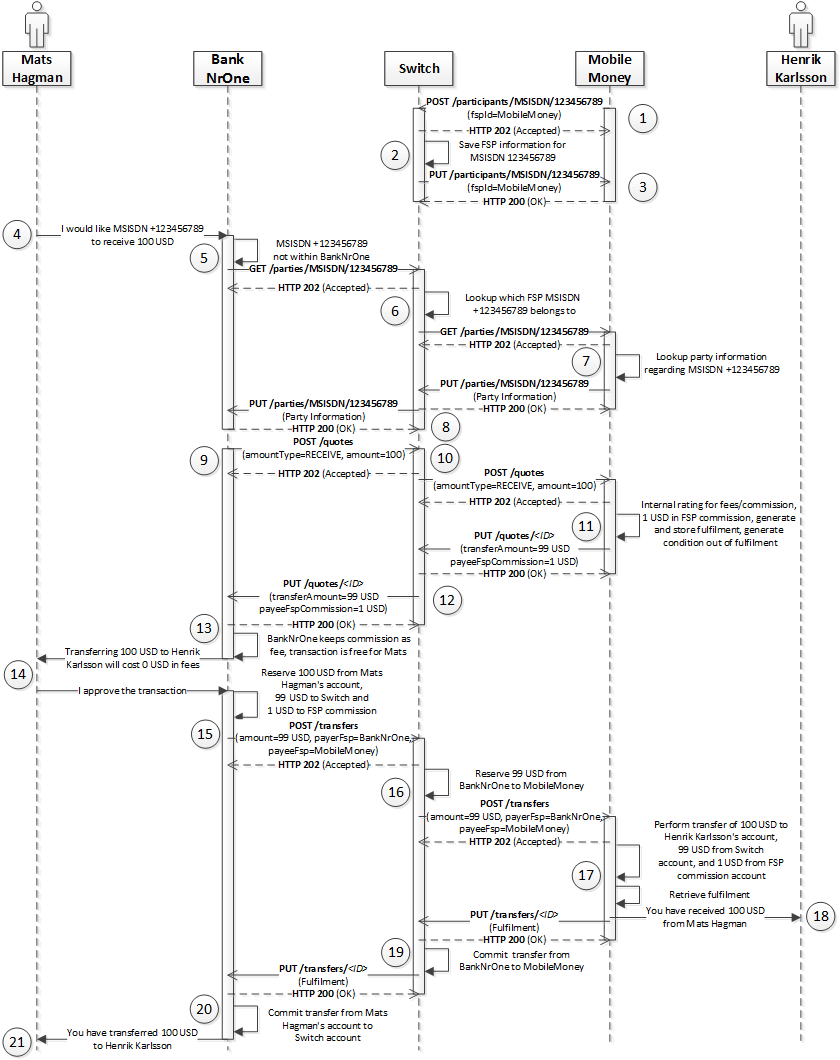 Mats
Hagman
Bank
NrOne
Switch
Mobile
Money
Henrik
Karlsson
POST /participants/MSISDN/123456789
(fspId=MobileMoney)
1
HTTP 202 (Accepted)
2
Save FSP information for
MSISDN 123456789
PUT /participants/MSISDN/123456789
(fspId=MobileMoney)
3
HTTP 200 (OK)
4
I would like MSISDN +123456789
to receive 100 USD
5
MSISDN +123456789
not within BankNrOne
GET /parties/MSISDN/123456789
HTTP 202 (Accepted)
6
Lookup which FSP MSISDN
+123456789 belongs to
GET /parties/MSISDN/123456789
HTTP 202 (Accepted)
7
Lookup party information
regarding MSISDN +123456789
PUT /parties/MSISDN/123456789
(Party Information)
HTTP 200 (OK)
PUT /parties/MSISDN/123456789
(Party Information)
HTTP 200 (OK)
8
POST /quotes
(amountType=RECEIVE, amount=100)
9
10
HTTP 202 (Accepted)
POST /quotes
(amountType=RECEIVE, amount=100)
HTTP 202 (Accepted)
11
Internal rating for fees/commission,
1 USD in FSP commission, generate
and store fulfilment, generate
condition out of fulfilment
PUT /quotes/<ID>
(transferAmount=99 USD
payeeFspCommission=1 USD)
HTTP 200 (OK)
PUT /quotes/<ID>
(transferAmount=99 USD
payeeFspCommission=1 USD)
12
HTTP 200 (OK)
13
BankNrOne keeps commission as
fee, transaction is free for Mats
Transferring 100 USD to Henrik
Karlsson will cost 0 USD in fees
14
I approve the transaction
Reserve 100 USD from Mats
Hagman's account,
99 USD to Switch and
1 USD to FSP commission
15
POST /transfers
(amount=99 USD, payerFsp=BankNrOne,
payeeFsp=MobileMoney)
HTTP 202 (Accepted)
16
Reserve 99 USD from
BankNrOne to MobileMoney
POST /transfers
(amount=99 USD, payerFsp=BankNrOne,
payeeFsp=MobileMoney)
HTTP 202 (Accepted)
17
Perform transfer of 100 USD to
Henrik Karlsson's account,
99 USD from Switch
account, and 1 USD from FSP
commission account
Retrieve fulfilment
You have received 100 USD
from Mats Hagman
18
PUT /transfers/<ID>
(Fulfilment)
HTTP 200 (OK)
19
Commit transfer from
BankNrOne to MobileMoney
PUT /transfers/<ID>
(Fulfilment)
HTTP 200 (OK)
20
Commit transfer from Mats
Hagman's account to
Switch account
21
You have transferred 100 USD
to Henrik Karlsson